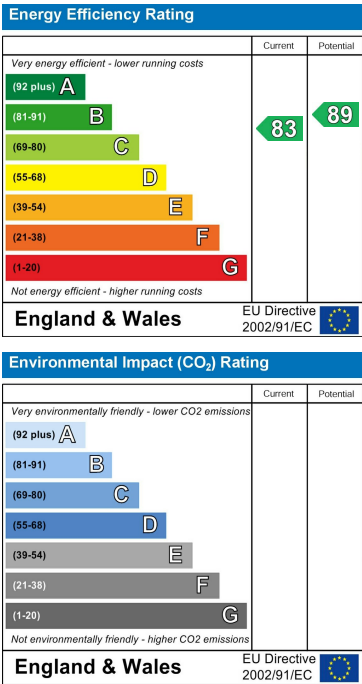 Energy Efficiency Rating
Current Potential
Very energy efficient - lower running costs
(92 plus) A
(81-91) B
(69-80) C
(55-68) D
(39-54) E
(21-38) F
(1-20) G
83 89
Not energy efficient - higher running costs
England & Wales EU Directive
2002/91/EC
Environmental Impact (CO₂) Rating
Current Potential
Very environmentally friendly - lower CO2 emissions
(92 plus) A
(81-91) B
(69-80) C
(55-68) D
(39-54) E
(21-38) F
(1-20) G
Not environmentally friendly - higher CO2 emissions
England & Wales EU Directive
2002/91/EC